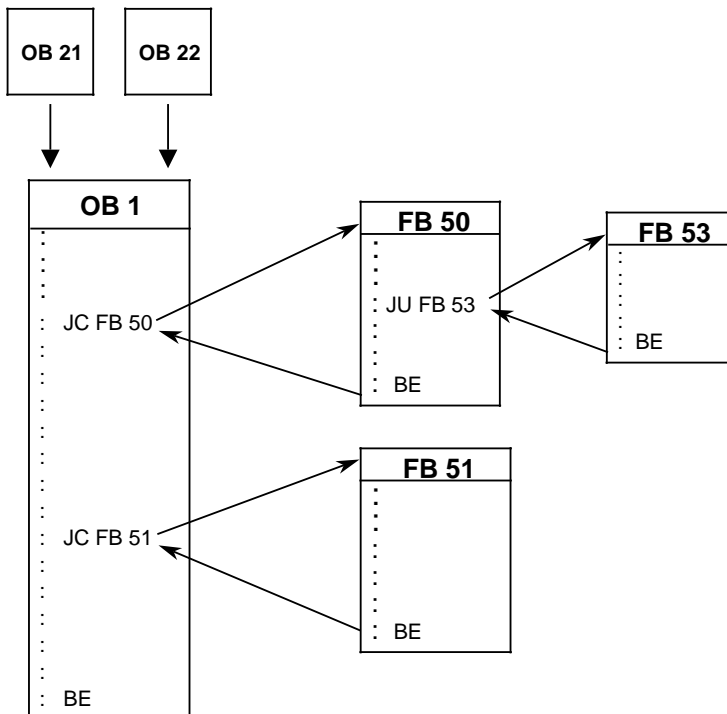 OB 21
OB 22
OB 1
FB 50
FB 53
JC FB 50
JU FB 53
BE
BE
FB 51
JC FB 51
BE
BE